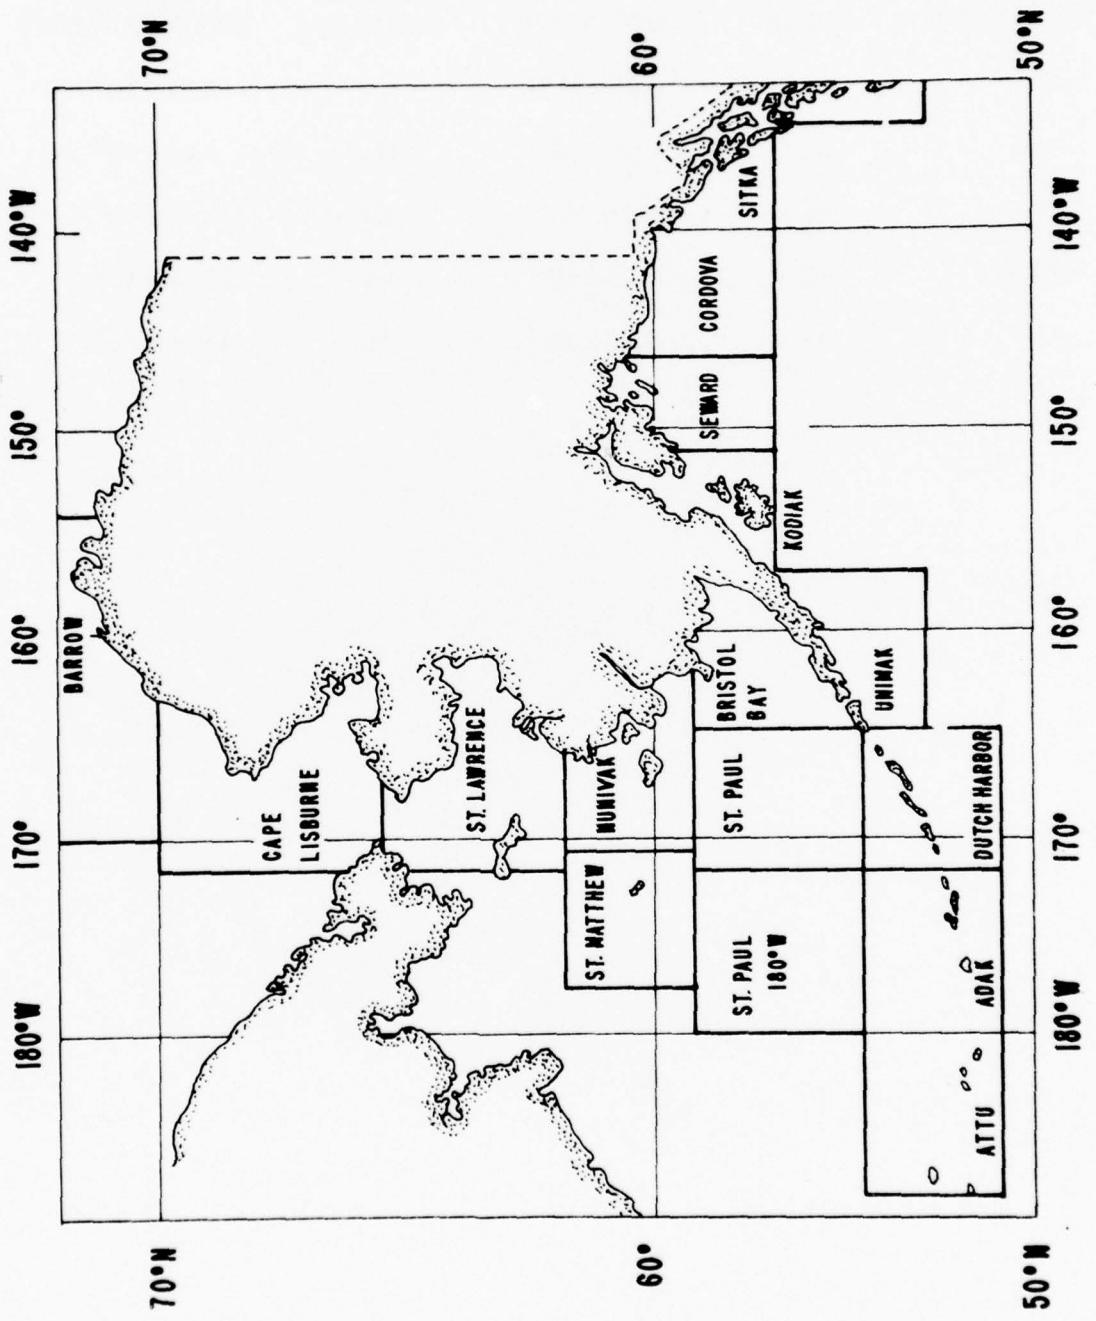 180°W
170°
160°
150°
140°W
70°N
70°N
BARROW
CAPE
LISBURNE
ST. LAWRENCE
ST. MATTHEW
NUNIVAK
60°
60°
ST. PAUL
180°W
ST. PAUL
BRISTOL
BAY
SEWARD
CORDOVA
SITKA
KODIAK
UNIMAK
ATTU
ADAK
DUTCH HARBOR
50°N
50°N
180°W
170°
160°
150°
140°W